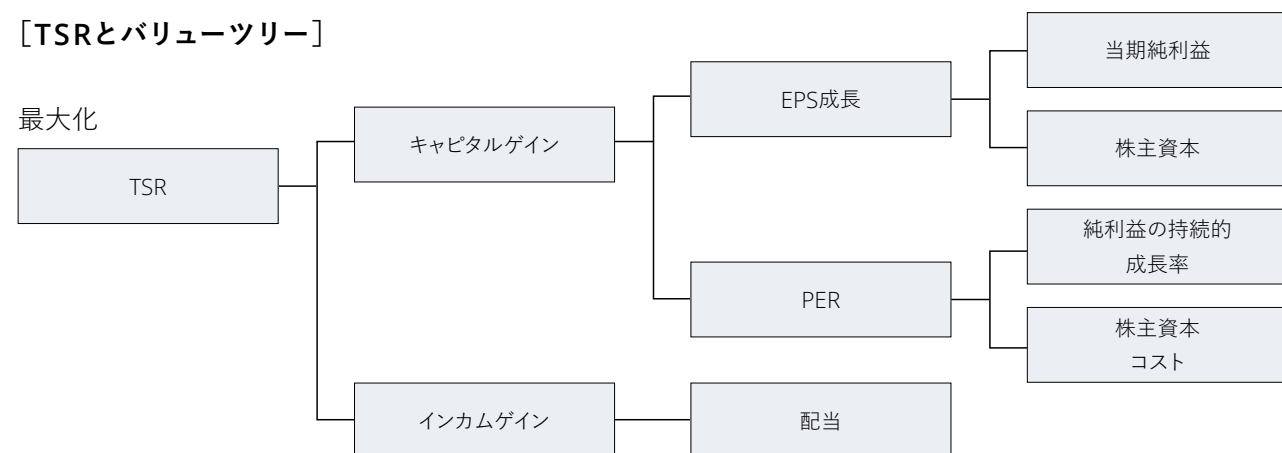 [TSRとバリューツリー]
最大化
TSR
キャピタルゲイン
インカムゲイン
EPS成長
PER
配当
当期純利益
株主資本
純利益の持続的
成長率
株主資本
コスト